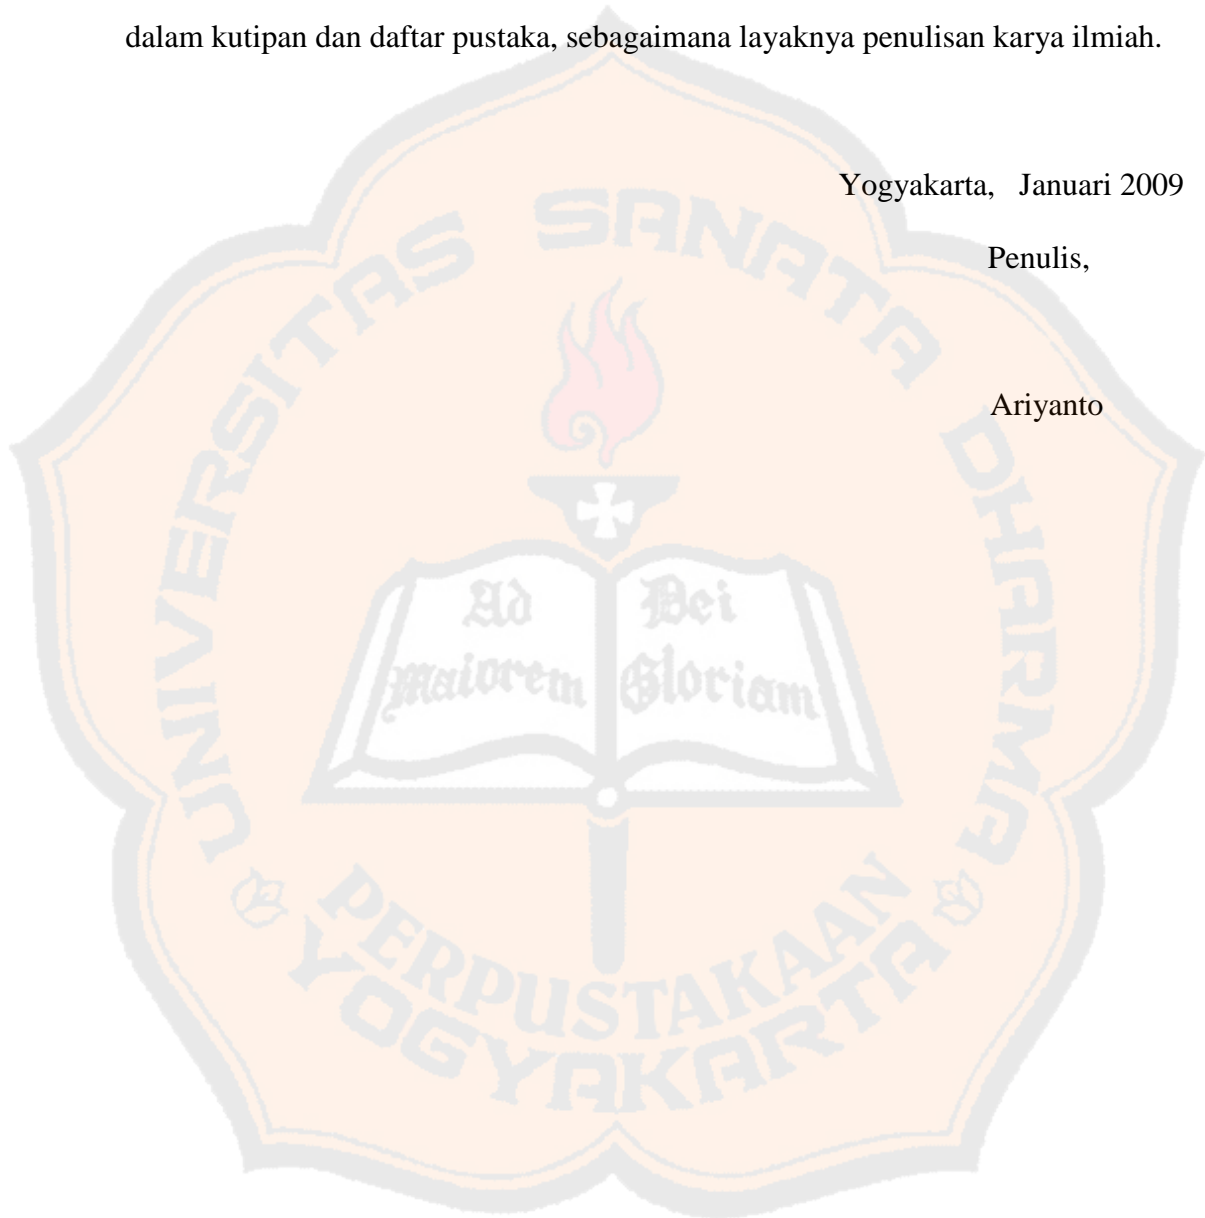 dalam kutipan dan daftar pustaka, sebagaimana layaknya penulisan karya ilmiah.
Yogyakarta, Januari 2009
Penulis,
Ariyanto
UNIVERSITAS SANATA DHARMA
Ad Dei
Maiorem Gloriam
PERPUSTAKAAN
YOGYAKARTA